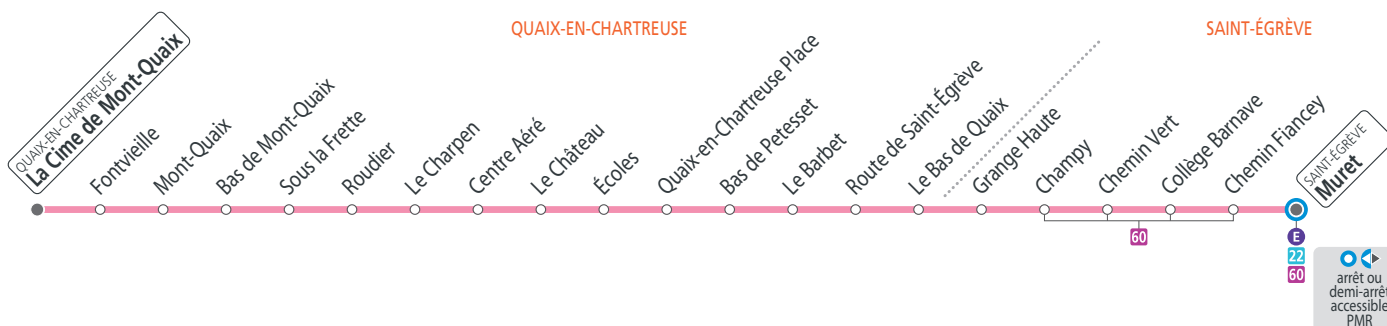 QUAIX-EN-CHARTREUSE
SAINT-ÉGRÈVE
QUAIX-EN-CHARTREUSE
La Cime de Mont-Quaix
Fontvieille
Mont-Quaix
Bas de Mont-Quaix
Sous la Frette
Roudier
Le Charpen
Centre Aéré
Le Château
Écoles
Quaix-en-Chartreuse Place
Bas de Petesset
Le Barbet
Route de Saint-Égrève
Le Bas de Quaix
Grange Haute
Champy
Chemin Vert
Collège Barnave
Chemin Fiancey
SAINT-ÉGRÈVE
Muret
60
E
22
60
arrêt ou
demi-arrêt
accessible
PMR